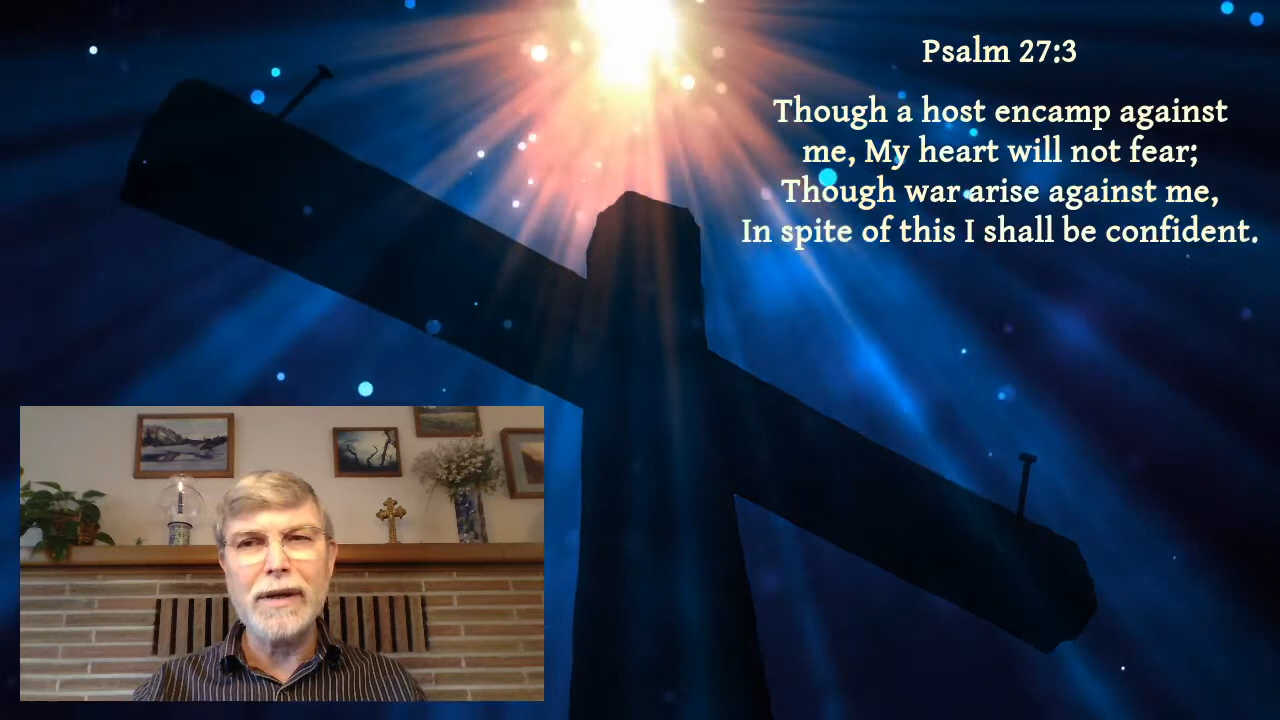 Psalm 27:3
Though a host encamp against
me, My heart will not fear;
Though war arise against me,
In spite of this I shall be confident.